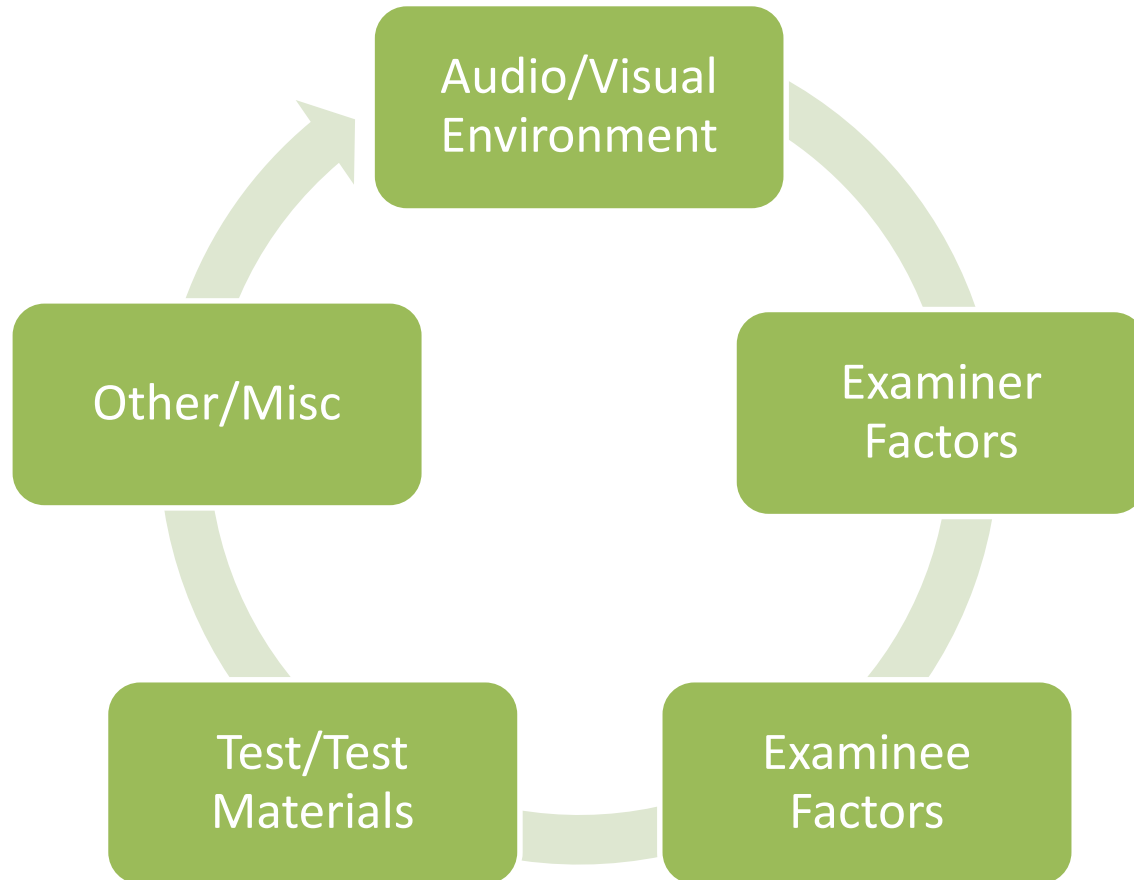 Audio/Visual
Environment
Examiner
Factors
Examinee
Factors
Test/Test
Materials
Other/Misc